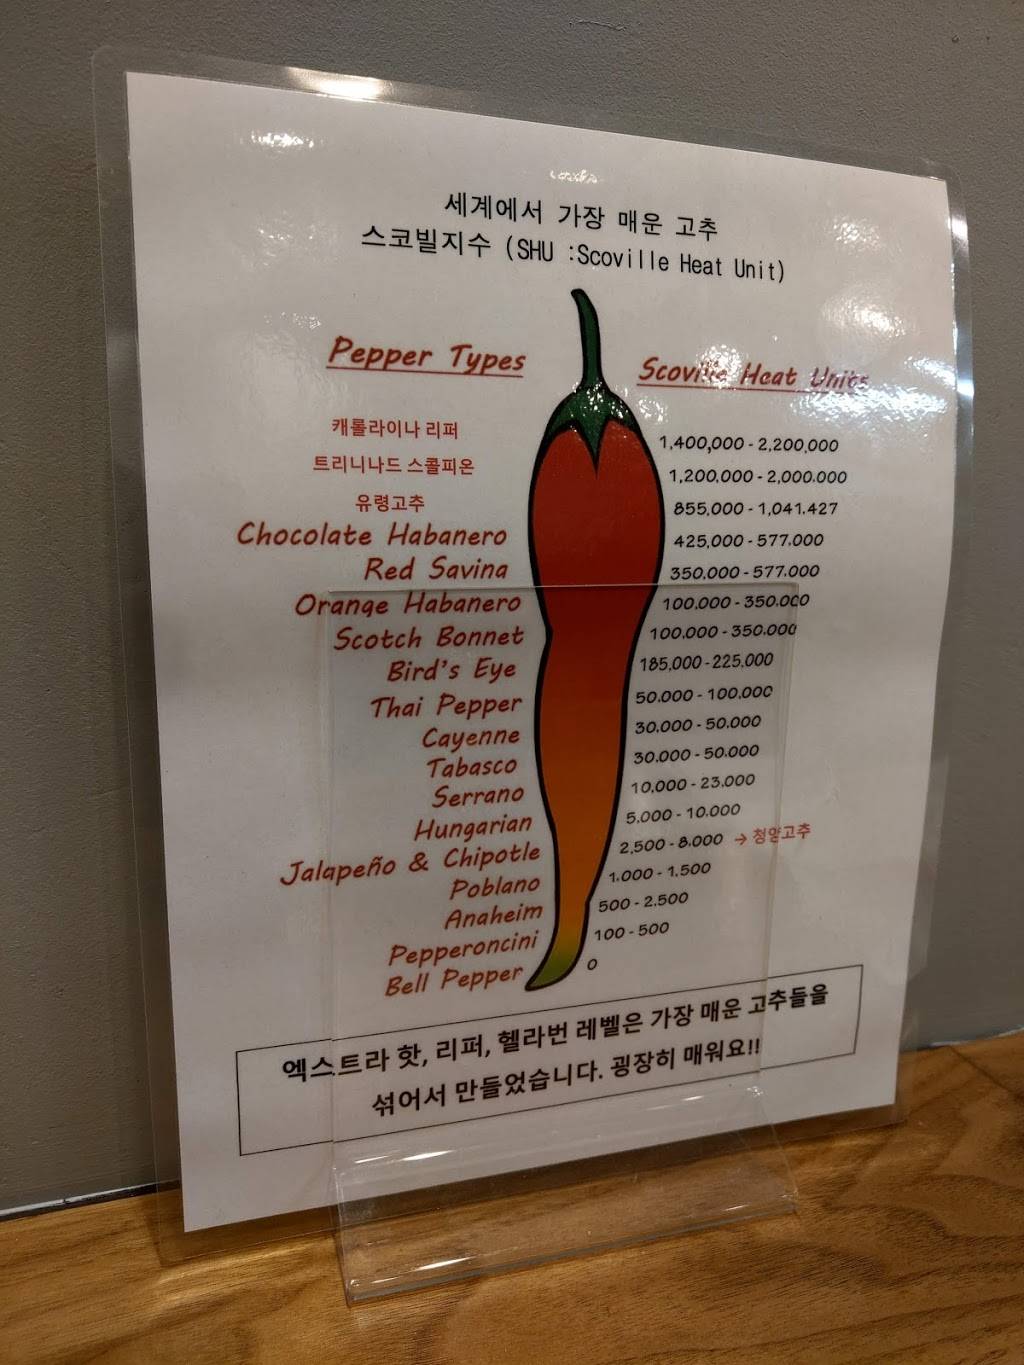 세계에서 가장 매운 고추
스코빌지수 (SHU :Scoville Heat Unit)
Pepper Types Scoville Heat Units
캐롤라이나 리퍼 1,400,000 - 2,200,000
트리니나드 스콜피온 1,200,000 - 2,000.000
유령고추 855,000 - 1,041.427
Chocolate Habanero 425,000 - 577.000
Red Savina 350,000 - 577.000
Orange Habanero 100,000 - 350.000
Scotch Bonnet 100,000 - 350.000
Bird's Eye 185,000 - 225,000
Thai Pepper 50.000 - 100,000
Cayenne 30.000 - 50.000
Tabasco 30.000 - 50.000
Serrano 10,000 - 23.000
Hungarian 5.000 - 10.000
Jalapeño & Chipotle 2,500 - 8.000 → 청양고추
Poblano 1.000 - 1,500
Anaheim 500 - 2.500
Pepperoncini 100 - 500
Bell Pepper 0
엑스트라 핫, 리퍼, 헬라번 레벨은 가장 매운 고추들을
섞어서 만들었습니다. 굉장히 매워요!!